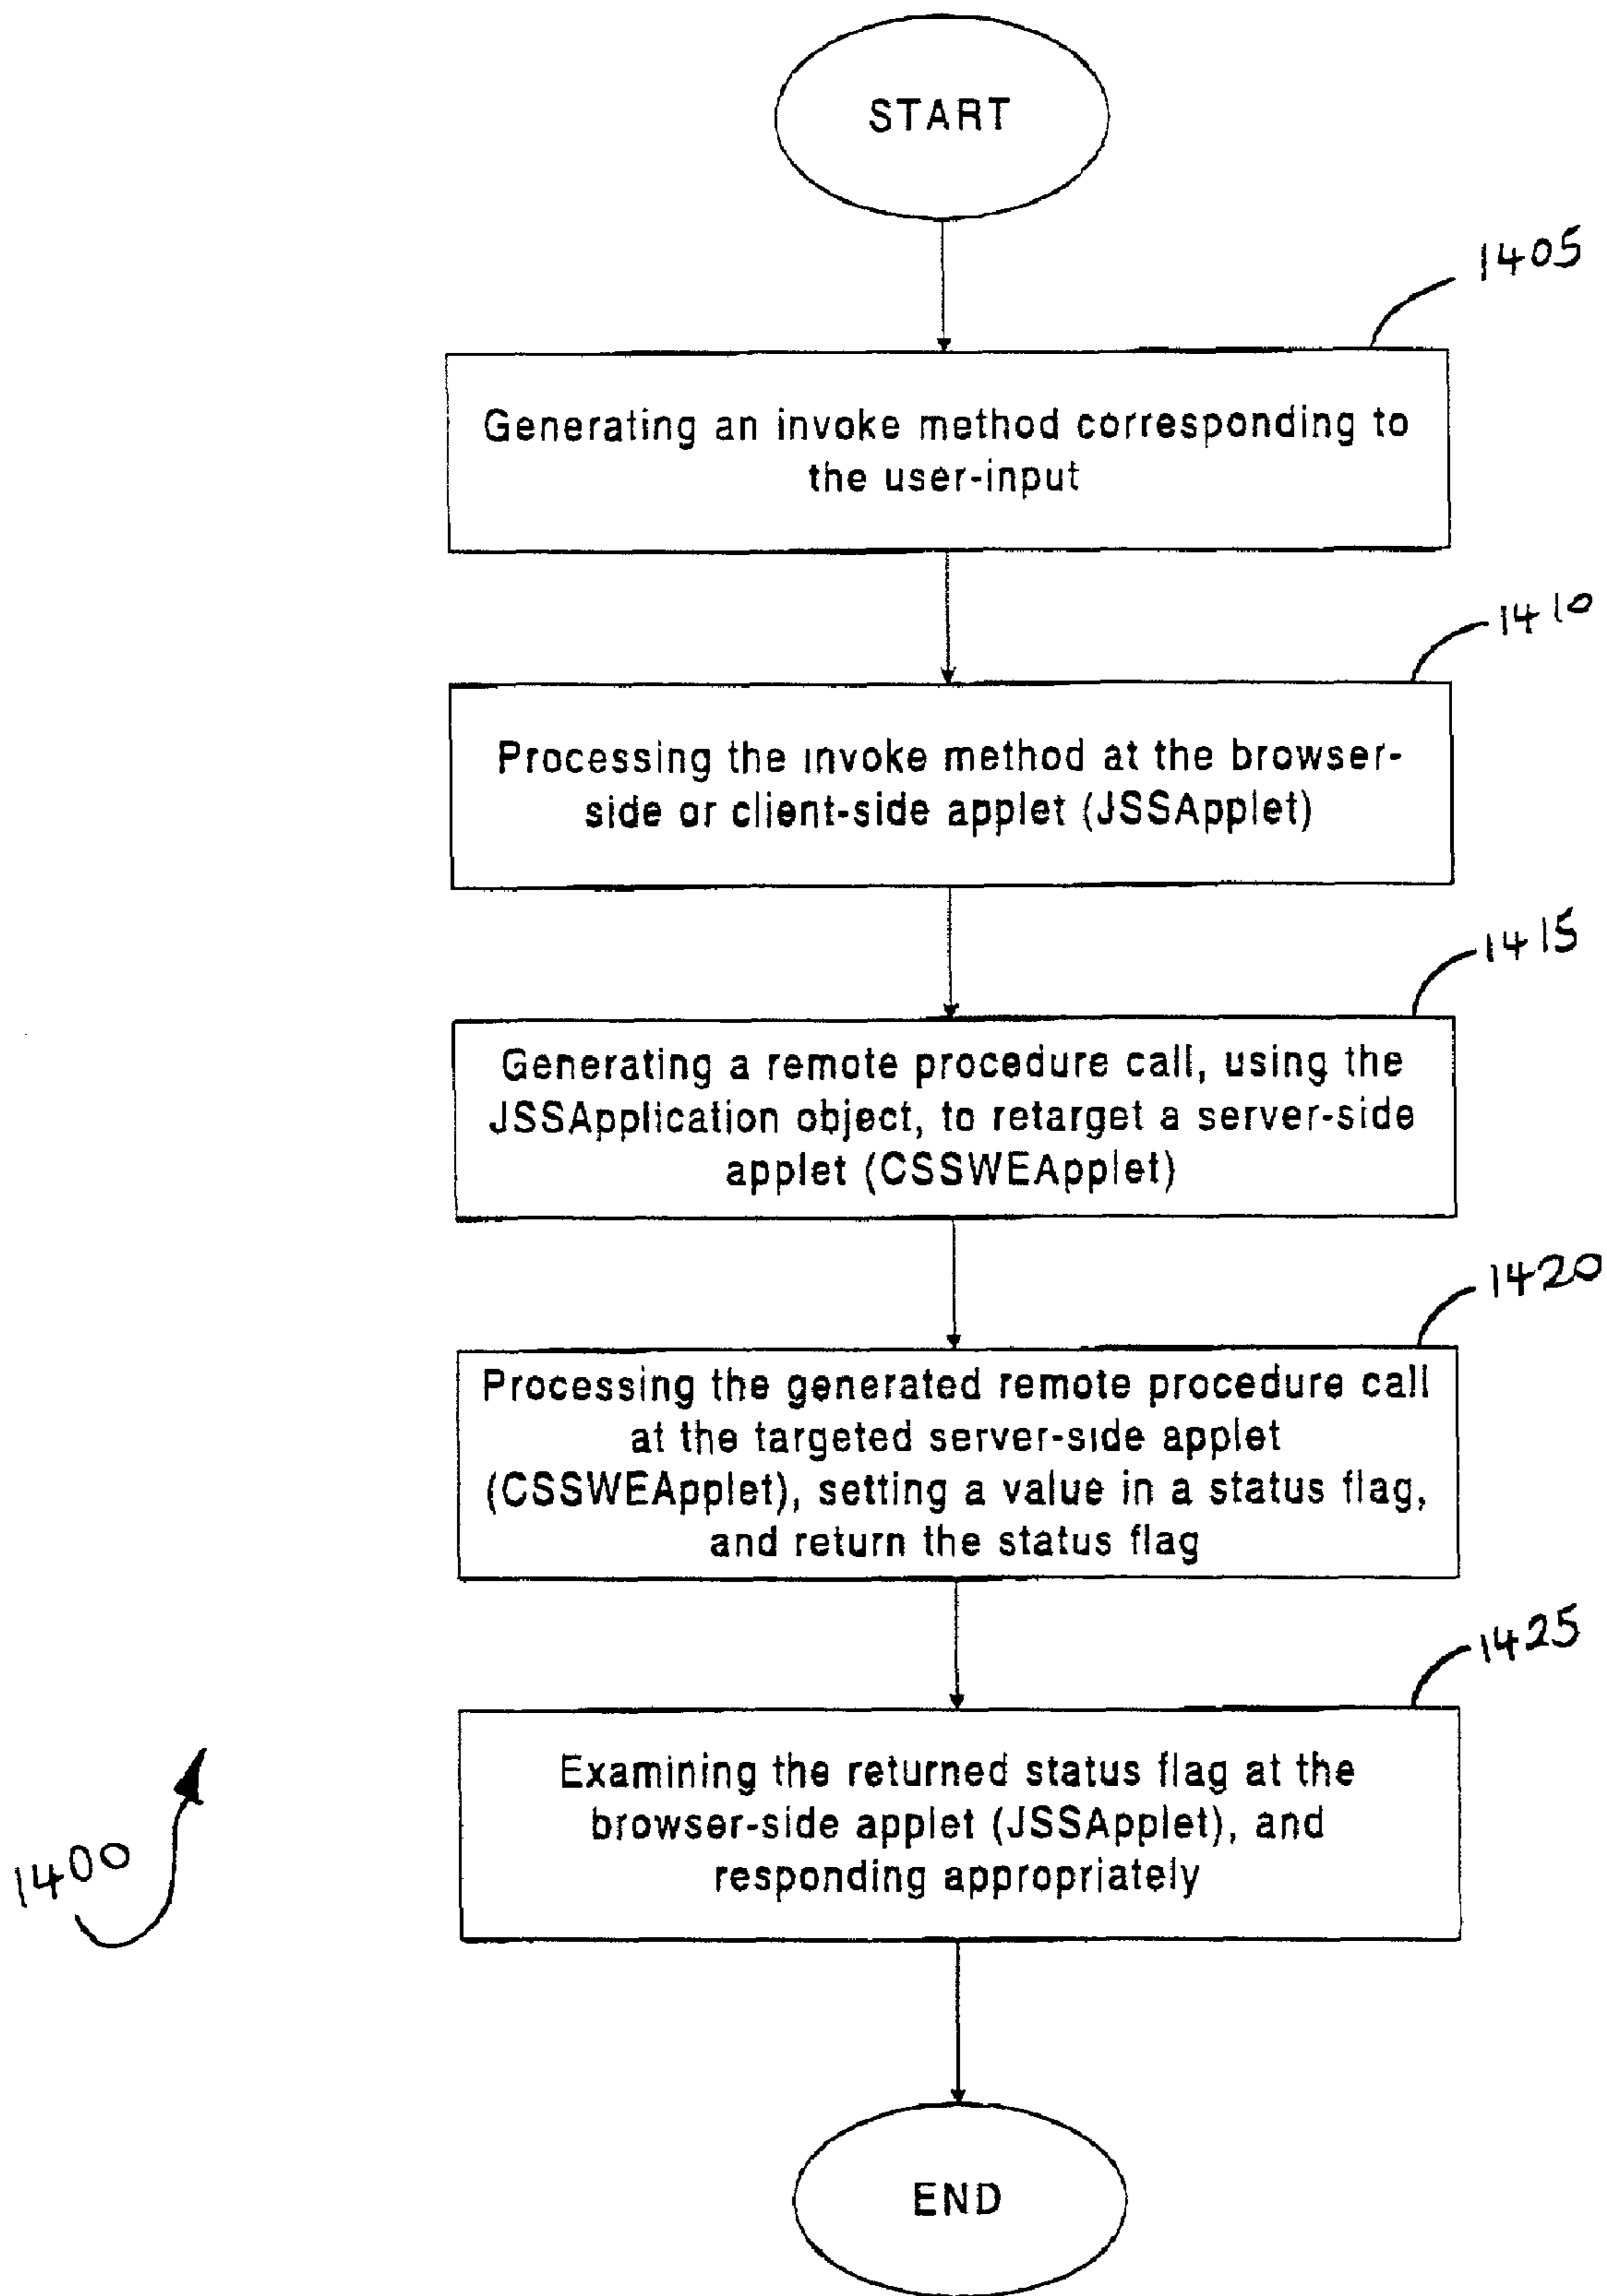 START
1405
Generating an invoke method corresponding to
the user-input
1410
Processing the invoke method at the browser-
side or client-side applet (JSSApplet)
1415
Generating a remote procedure call, using the
JSSApplication object, to retarget a server-side
applet (CSSWEApplet)
1420
Processing the generated remote procedure call
at the targeted server-side applet
(CSSWEApplet), setting a value in a status flag,
and return the status flag
1425
Examining the returned status flag at the
browser-side applet (JSSApplet), and
responding appropriately
1400
END